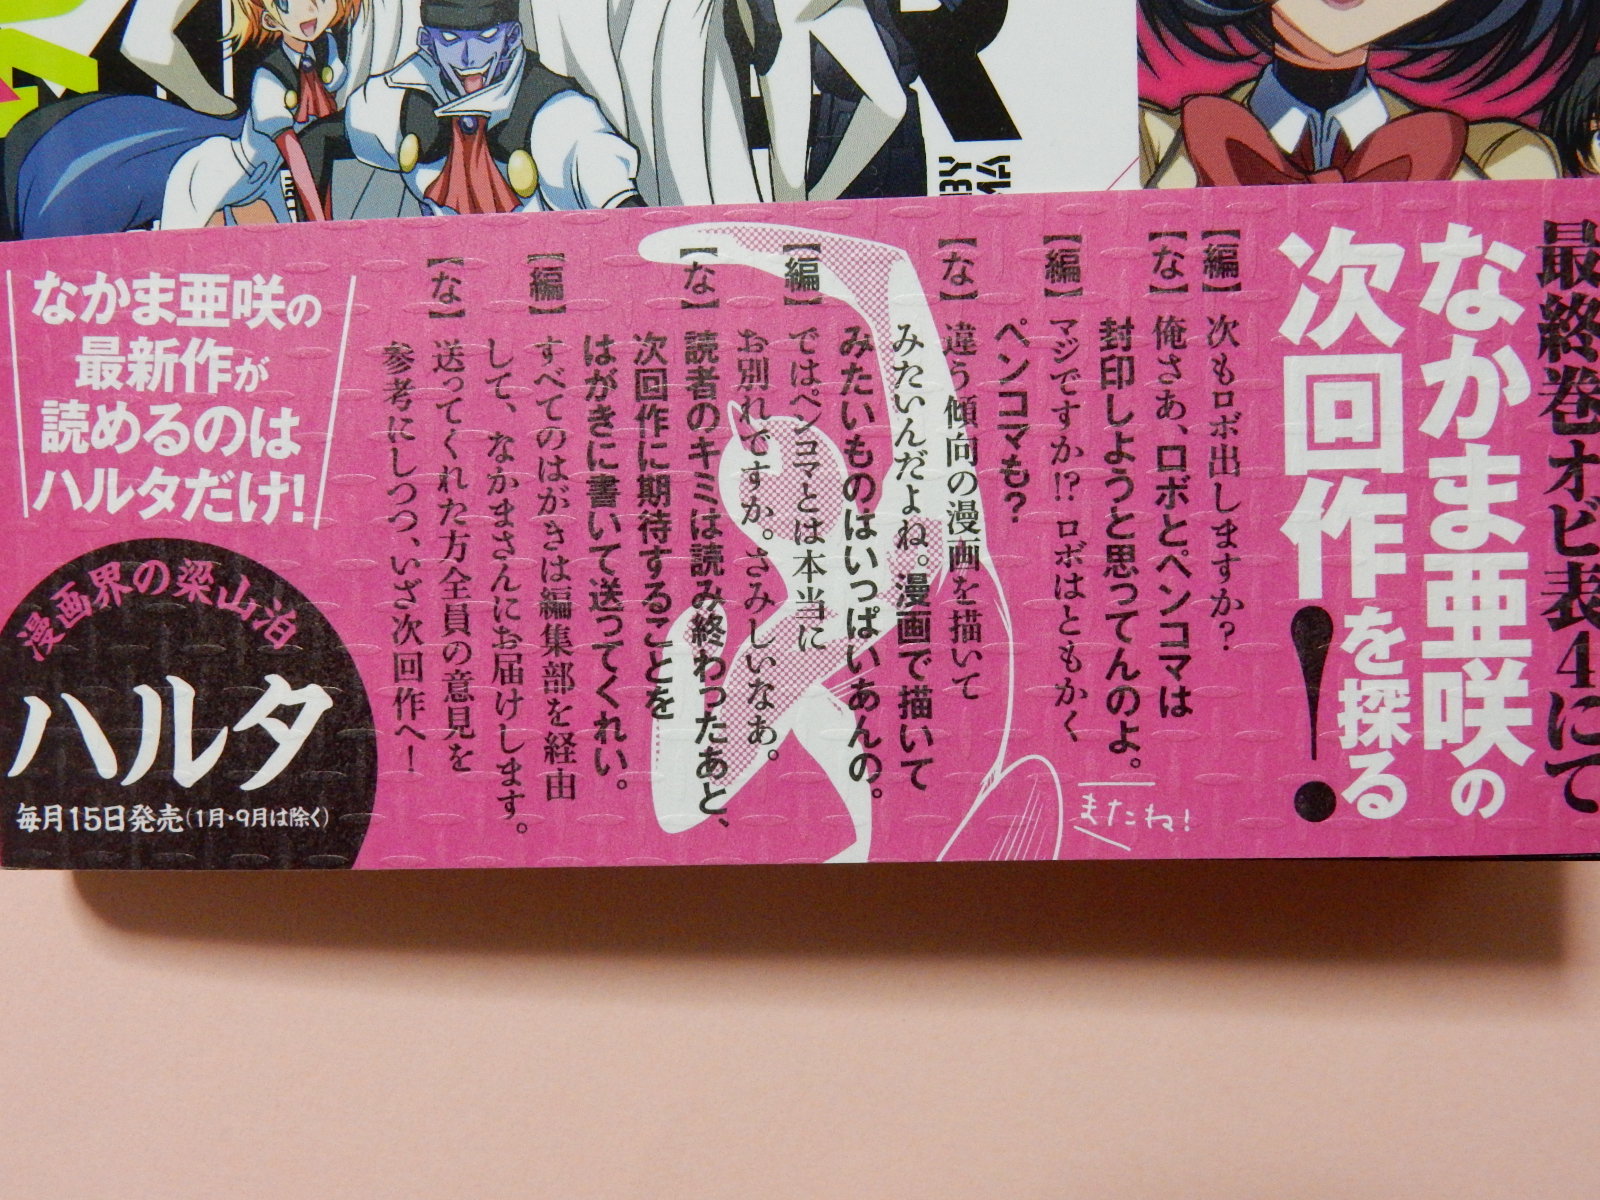 最終巻オビ表4にて
なかま亜咲の
次回作を探る!
【編】次もロボ出しますか?
【な】俺さあ、ロボとペンコマは
封印しようと思ってんのよ。
【編】マジですか!? ロボはともかく
ペンコマも?
【な】違う傾向の漫画を描いて
みたいんだよね。漫画で描いて
みたいものはいっぱいあんの。
【編】ではペンコマとは本当に
お別れですか。さみしいなあ。
【な】読者のキミは読み終わったあと、
次回作に期待することを
はがきに書いて送ってくれい。
【編】すべてのはがきは編集部を経由
して、なかまさんにお届けします。
【な】送ってくれた方全員の意見を
参考にしつつ、いざ次回作へ!
またね!
なかま亜咲の
最新作が
読めるのは
ハルタだけ!
漫画界の梁山泊
ハルタ
毎月15日発売(1月・9月は除く)